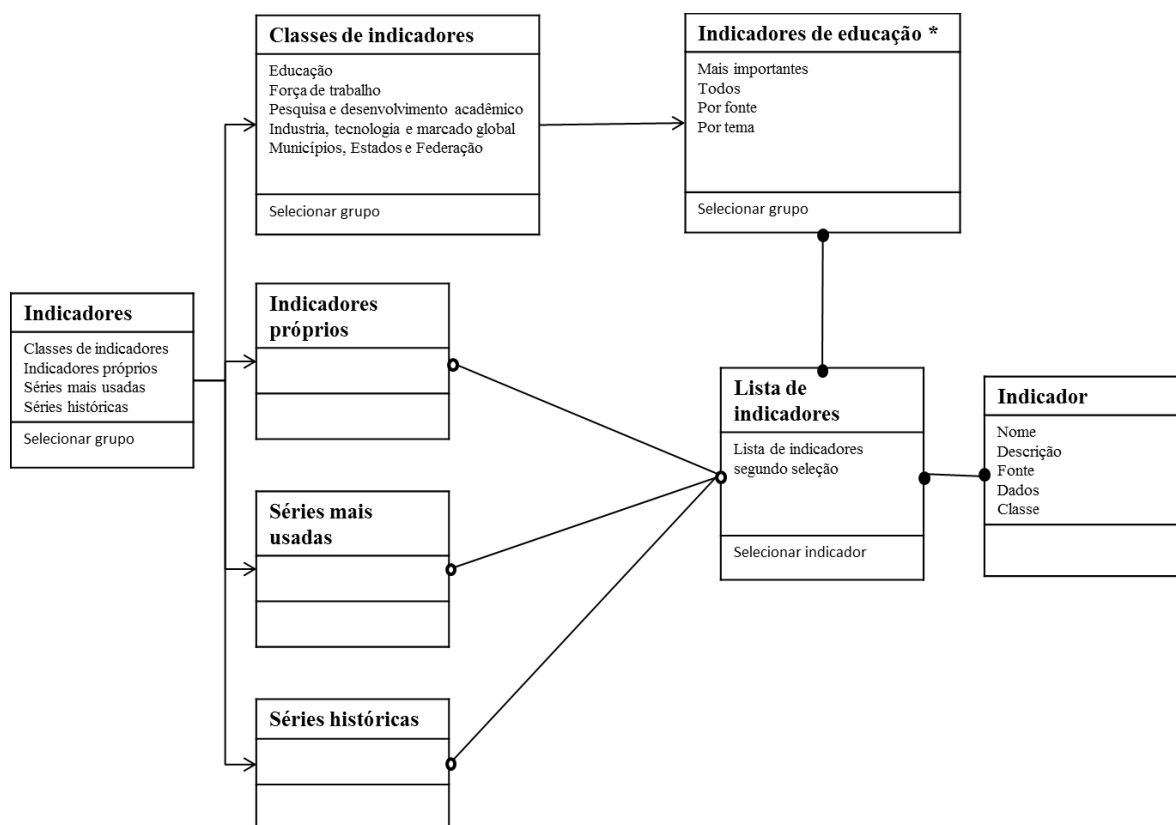 Classes de indicadores
Educação
Força de trabalho
Pesquisa e desenvolvimento acadêmico
Industria, tecnologia e marcado global
Municípios, Estados e Federação
Selecionar grupo
Indicadores de educação *
Mais importantes
Todos
Por fonte
Por tema
Selecionar grupo
Indicadores
Classes de indicadores
Indicadores próprios
Séries mais usadas
Séries históricas
Selecionar grupo
Indicadores
próprios
Séries mais
usadas
Séries históricas
Lista de
indicadores
Lista de indicadores
segundo seleção
Selecionar indicador
Indicador
Nome
Descrição
Fonte
Dados
Classe